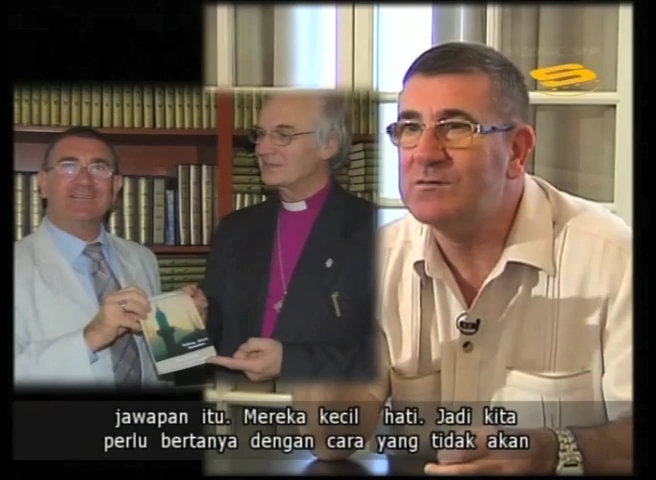 jawapan itu. Mereka kecil hati. Jadi kita
perlu bertanya dengan cara yang tidak akan